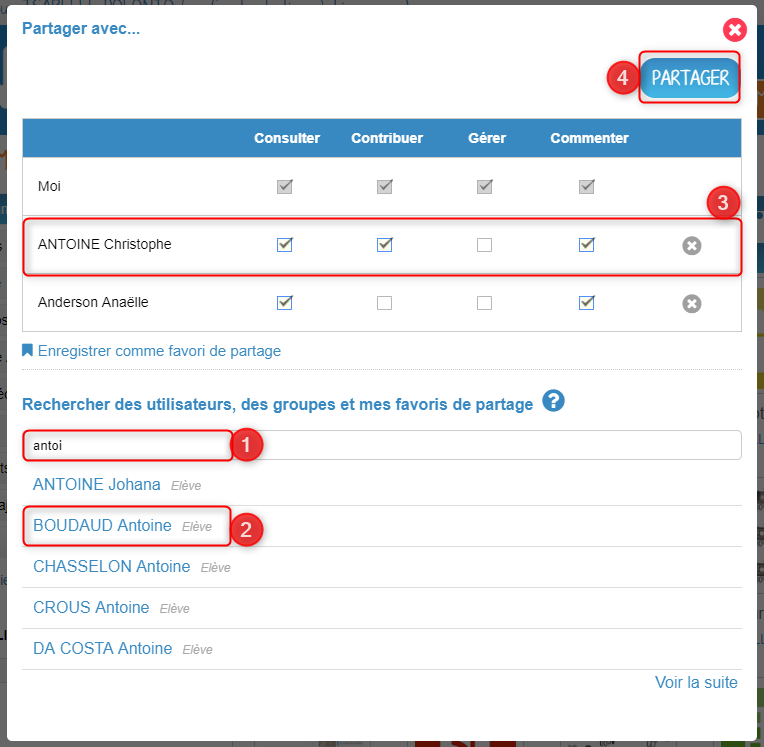 Partager avec...
4 PARTAGER
Consulter Contribuer Gérer Commenter
Moi
3
ANTOINE Christophe
Anderson Anaëlle
Enregistrer comme favori de partage
Rechercher des utilisateurs, des groupes et mes favoris de partage ?
antoi 1
ANTOINE Johana Elève
BOUDAUD Antoine Elève 2
CHASSELON Antoine Elève
CROUS Antoine Elève
DA COSTA Antoine Elève
Voir la suite